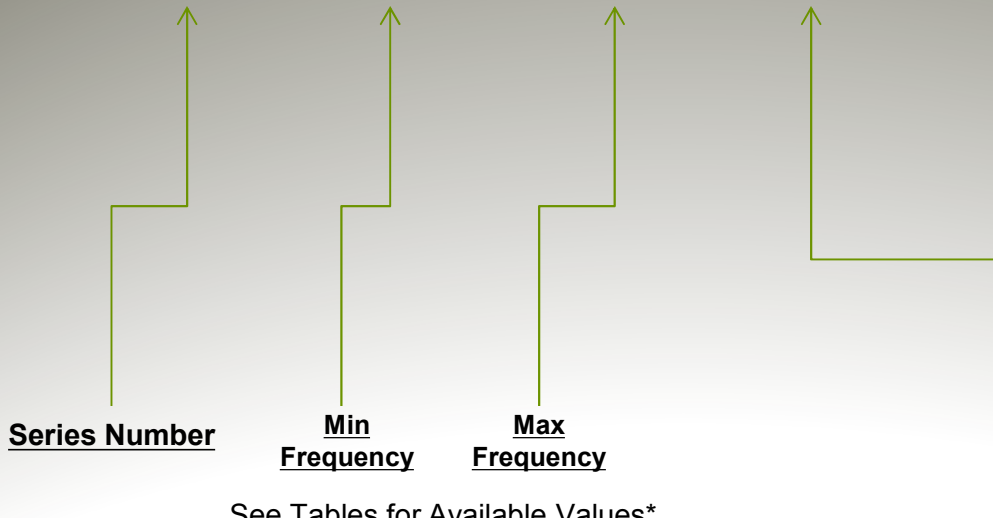 Series Number
Min
Frequency
Max
Frequency
See Tables for Available Values*